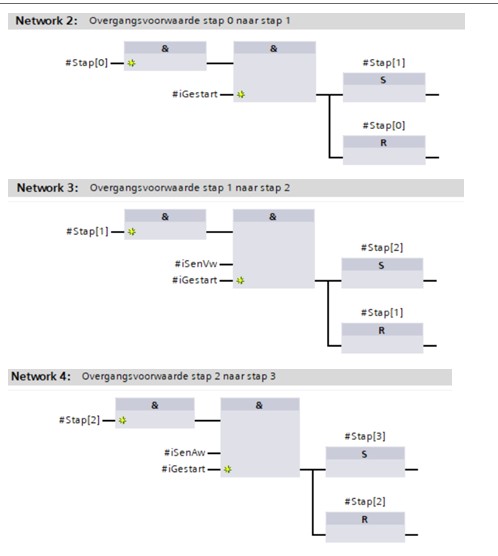 Network 2: Overgangsvoorwaarde stap 0 naar stap 1
& &
#Stap[0] #Stap[1]
S
#iGestart
#Stap[0]
R
Network 3: Overgangsvoorwaarde stap 1 naar stap 2
& &
#Stap[1]
#Stap[2]
#iSenVw
S
#iGestart
#Stap[1]
R
Network 4: Overgangsvoorwaarde stap 2 naar stap 3
& &
#Stap[2]
#Stap[3]
#iSenAw
S
#iGestart
#Stap[2]
R